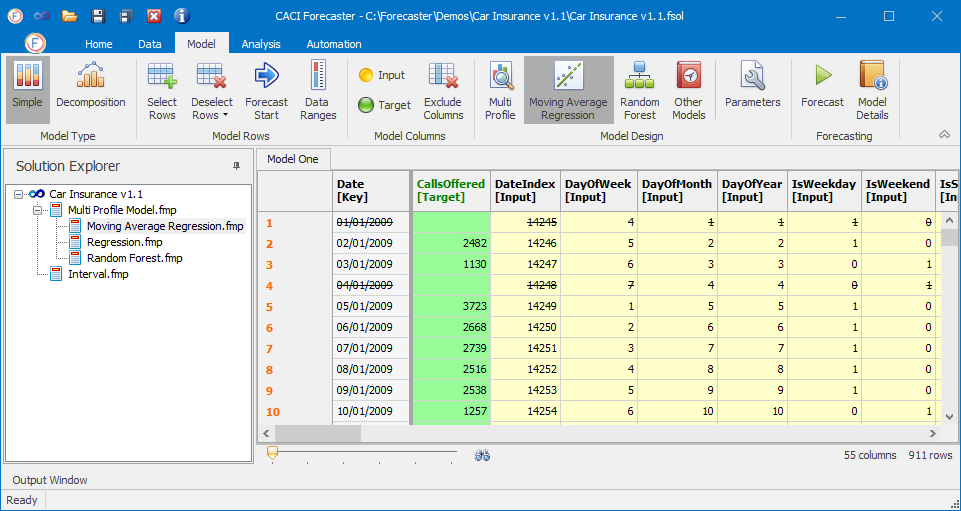 CACI Forecaster - C:\Forecaster\Demos\Car Insurance v1.1\Car Insurance v1.1.fsol
Home Data Model Analysis Automation
Simple Decomposition Select Rows Deselect Rows Forecast Start Data Ranges Input Target Exclude Columns Multi Profile Moving Average Regression Random Forest Other Models Parameters Forecast Model Details
Model Type Model Rows Model Columns Model Design Forecasting
Solution Explorer
Car Insurance v1.1
Multi Profile Model.fmp
Moving Average Regression.fmp
Regression.fmp
Random Forest.fmp
Interval.fmp
Model One
Date [Key] CallsOffered [Target] DateIndex [Input] DayOfWeek [Input] DayOfMonth [Input] DayOfYear [Input] IsWeekday [Input] IsWeekend [Input] IsS [In
1 01/01/2009 14245 4 1 1 1 0
2 02/01/2009 2482 14246 5 2 2 1 0
3 03/01/2009 1130 14247 6 3 3 0 1
4 04/01/2009 14248 7 4 4 0 1
5 05/01/2009 3723 14249 1 5 5 1 0
6 06/01/2009 2668 14250 2 6 6 1 0
7 07/01/2009 2739 14251 3 7 7 1 0
8 08/01/2009 2516 14252 4 8 8 1 0
9 09/01/2009 2538 14253 5 9 9 1 0
10 10/01/2009 1257 14254 6 10 10 0 1
55 columns 911 rows
Output Window
Ready